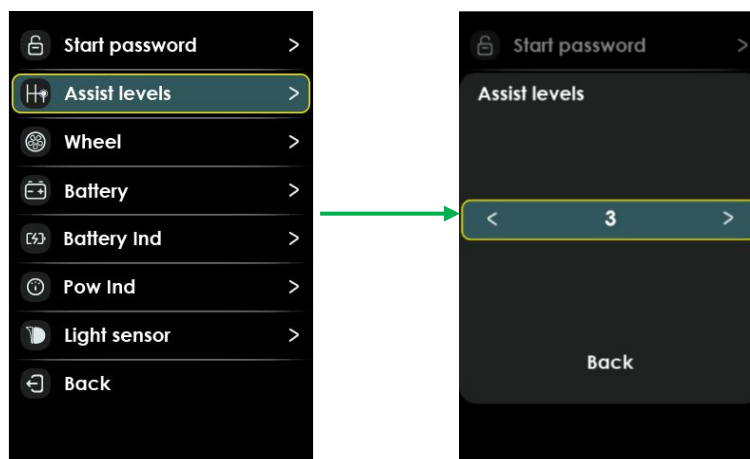 Start password >
Assist levels >
Wheel >
Battery >
Battery Ind >
Pow Ind >
Light sensor >
Back
Start password >
Assist levels
< 3 >
Back